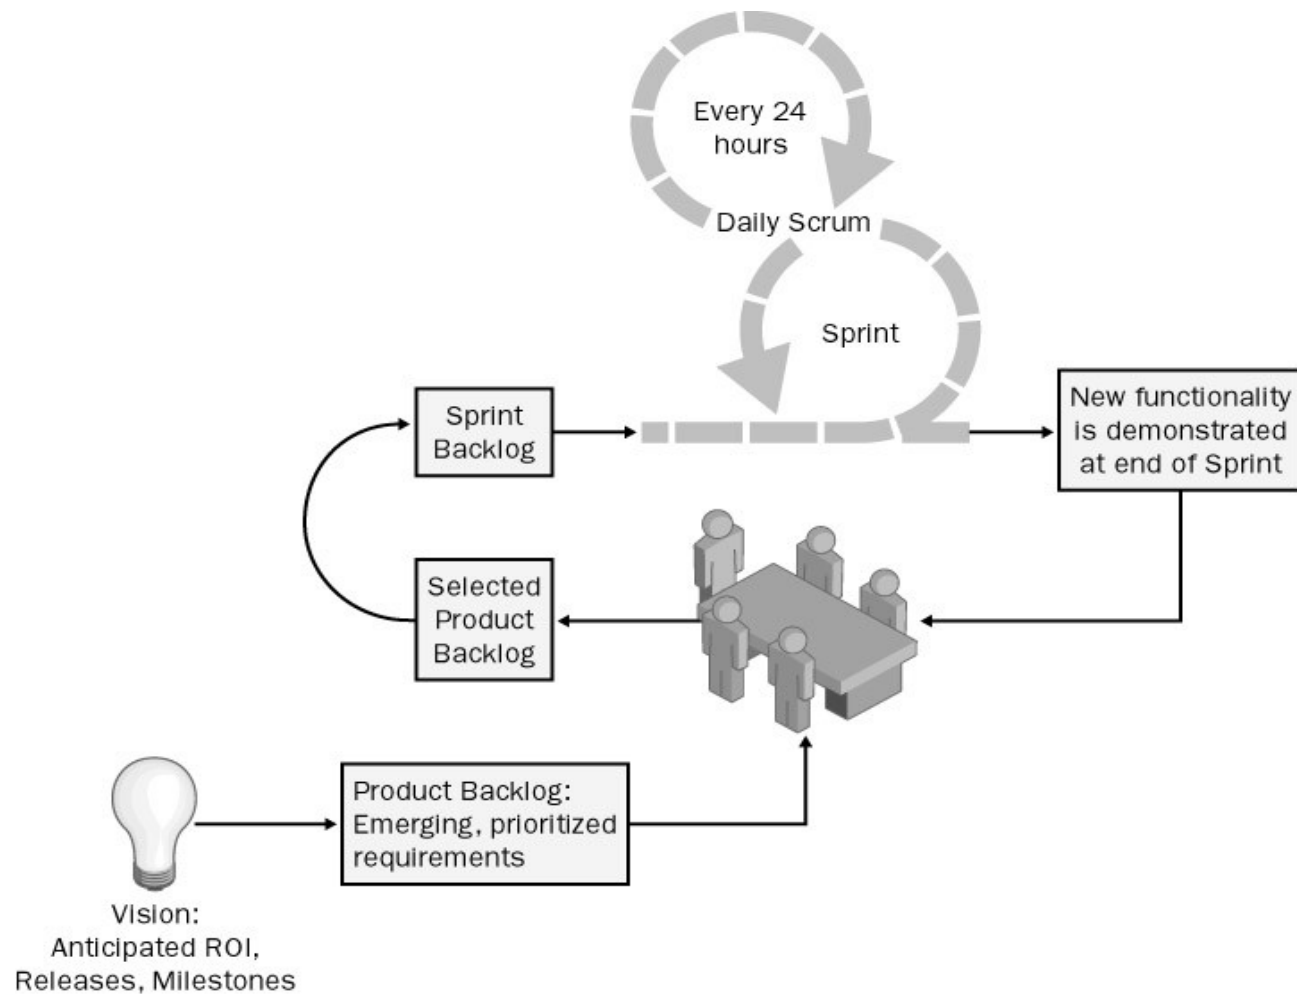 Every 24
hours
Daily Scrum
Sprint
Sprint
Backlog
New functionality
is demonstrated
at end of Sprint
Selected
Product
Backlog
Product Backlog:
Emerging, prioritized
requirements
Vision:
Anticipated ROI,
Releases, Milestones